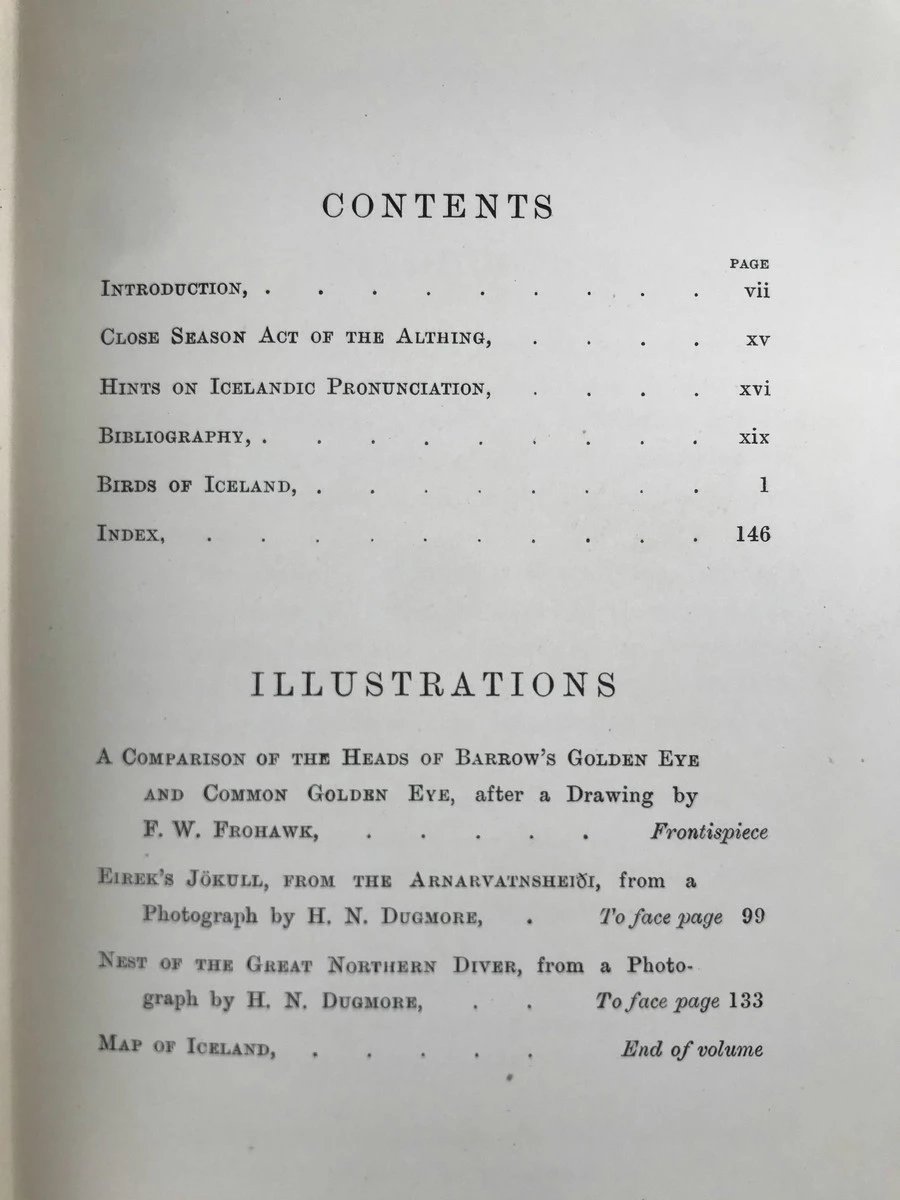 CONTENTS
PAGE
INTRODUCTION, . . . . . . . . . vii
CLOSE SEASON ACT OF THE ALTHING, . . . . xv
HINTS ON ICELANDIC PRONUNCIATION, . . . . xvi
BIBLIOGRAPHY, . . . . . . . . . xix
BIRDS OF ICELAND, . . . . . . . . 1
INDEX, . . . . . . . . . . 146
ILLUSTRATIONS
A COMPARISON OF THE HEADS OF BARROW'S GOLDEN EYE
AND COMMON GOLDEN EYE, after a Drawing by
F. W. FROHAWK, . . . . . Frontispiece
EIREK'S JÖKULL, FROM THE ARNARVATNSHEIÐI, from a
Photograph by H. N. DUGMORE, . To face page 99
NEST OF THE GREAT NORTHERN DIVER, from a Photo-
graph by H. N. DUGMORE, . . To face page 133
MAP OF ICELAND, . . . . . End of volume